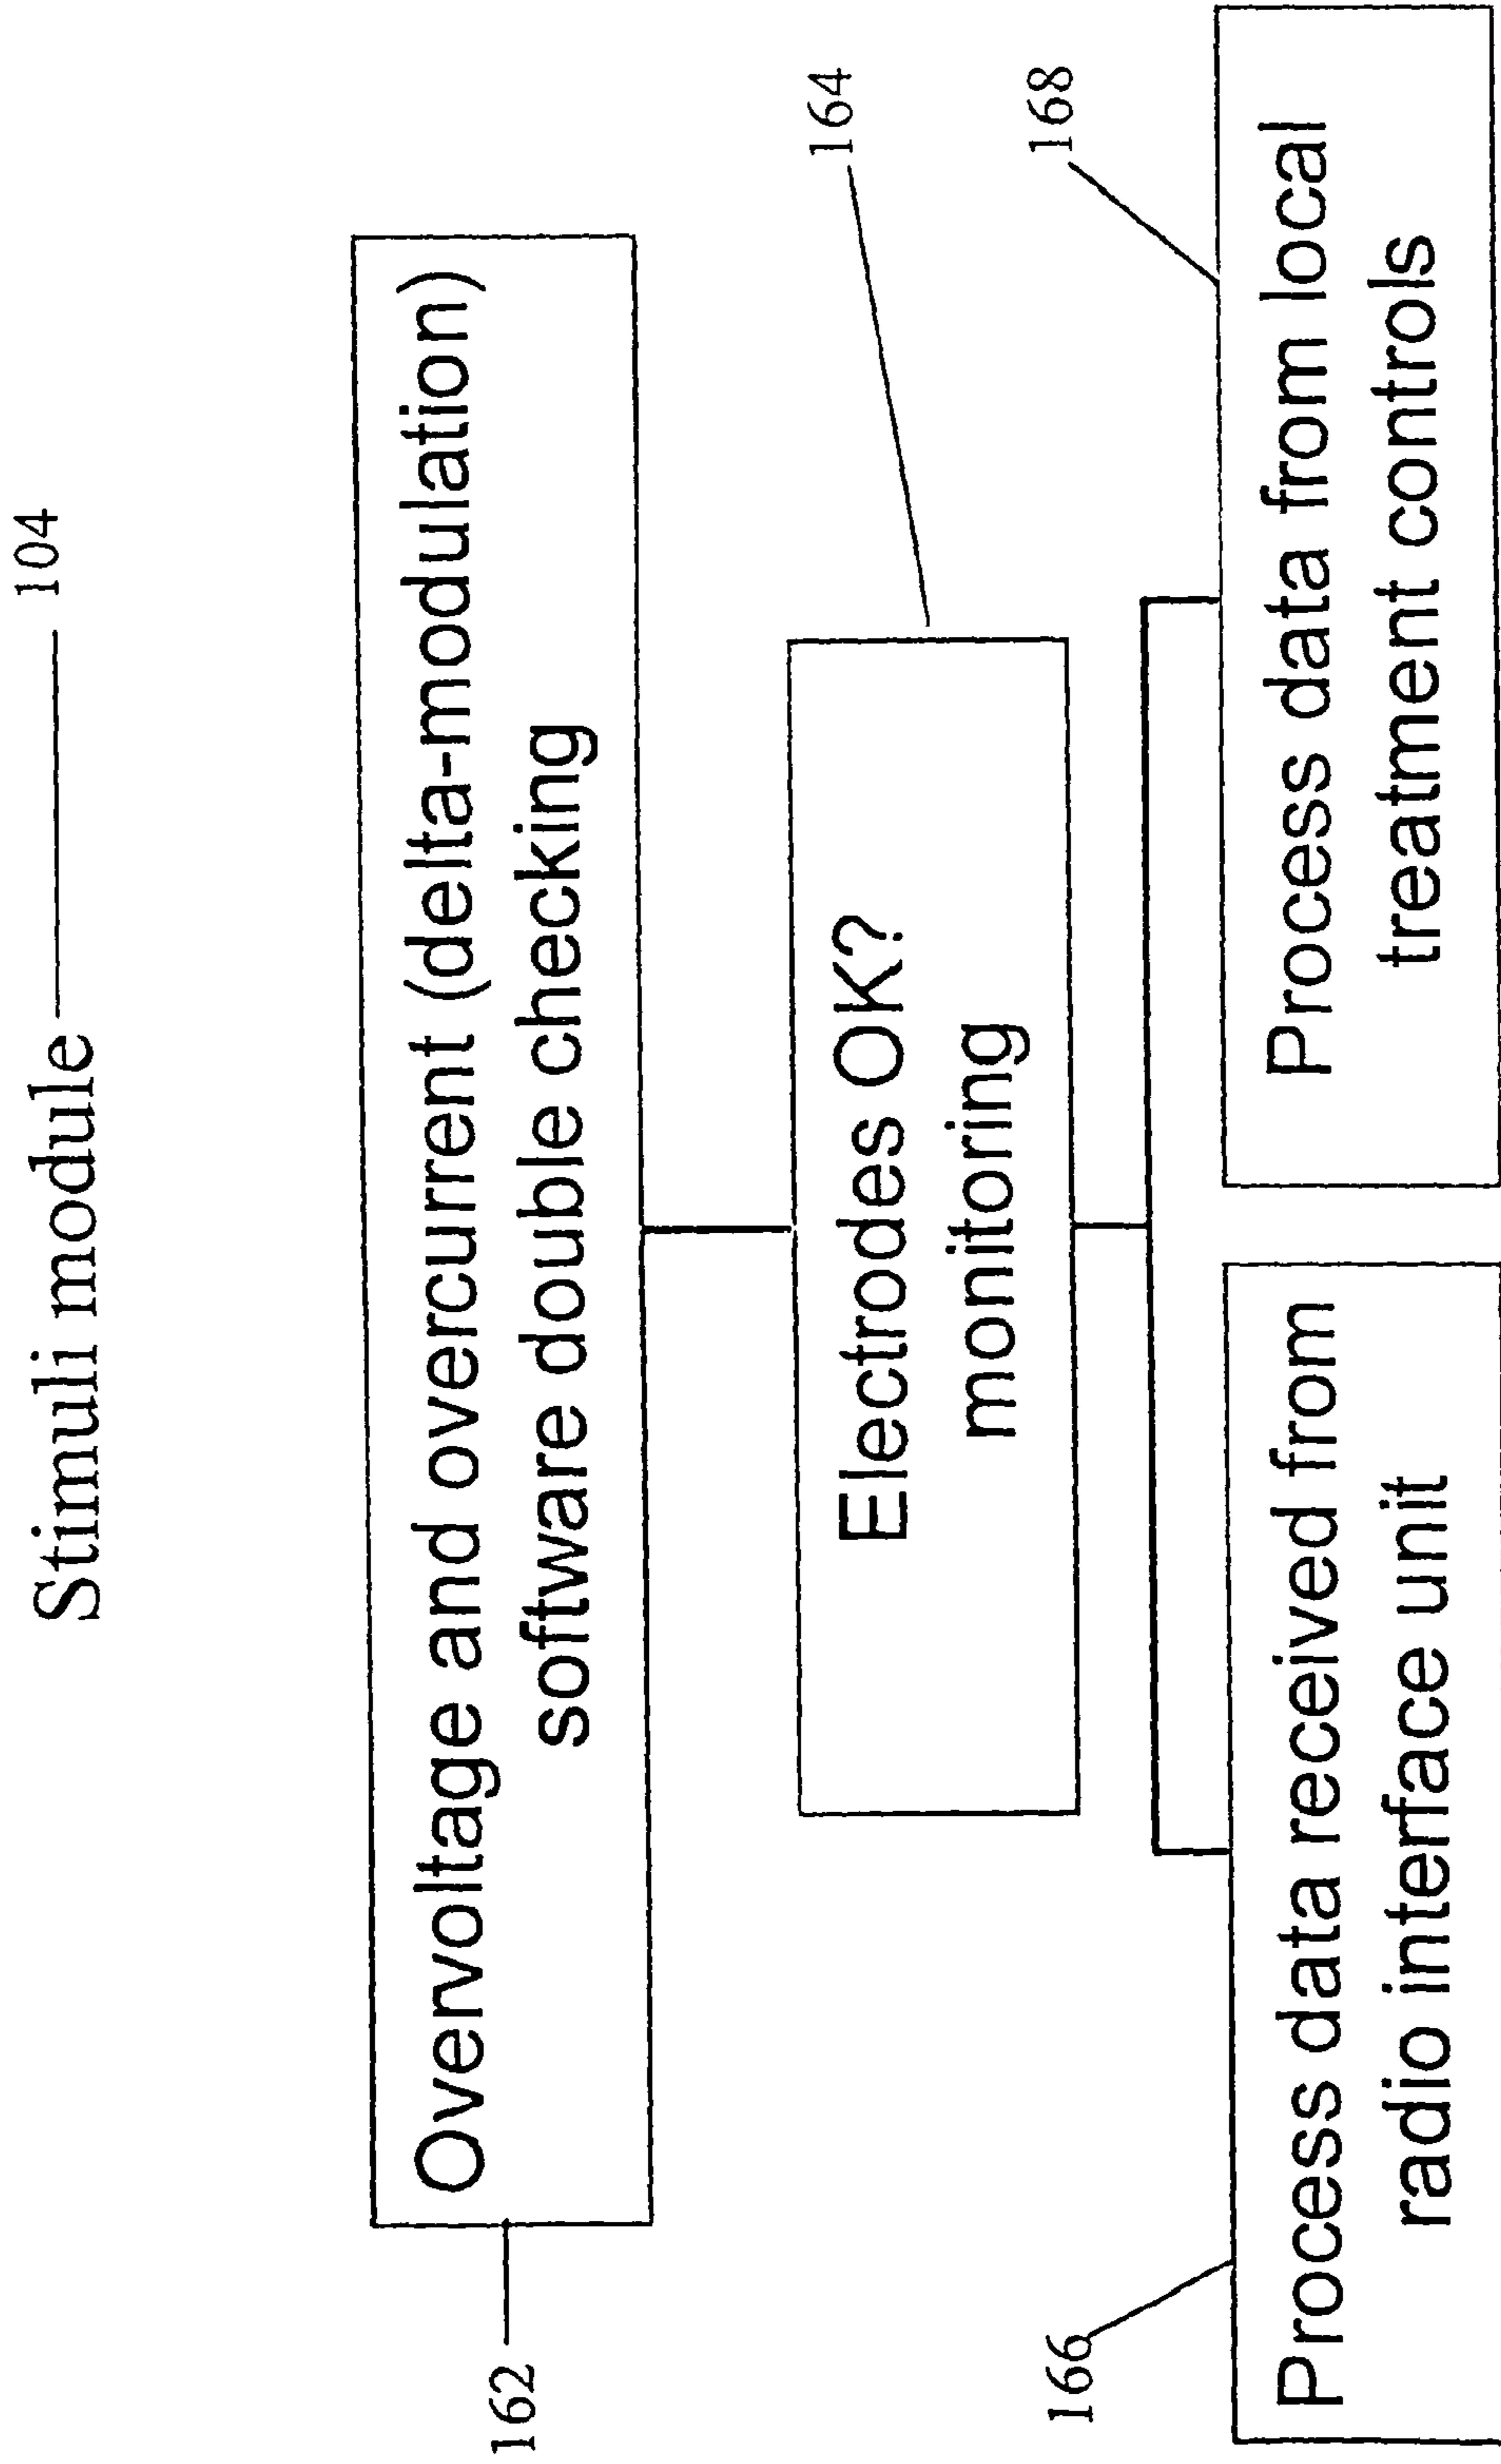 Stimuli module 104
162
Overvoltage and overcurrent (delta-modulation)
software double checking
164
Electrodes OK?
monitoring
166
Process data received from
radio interface unit
168
Process data from local
treatment controls